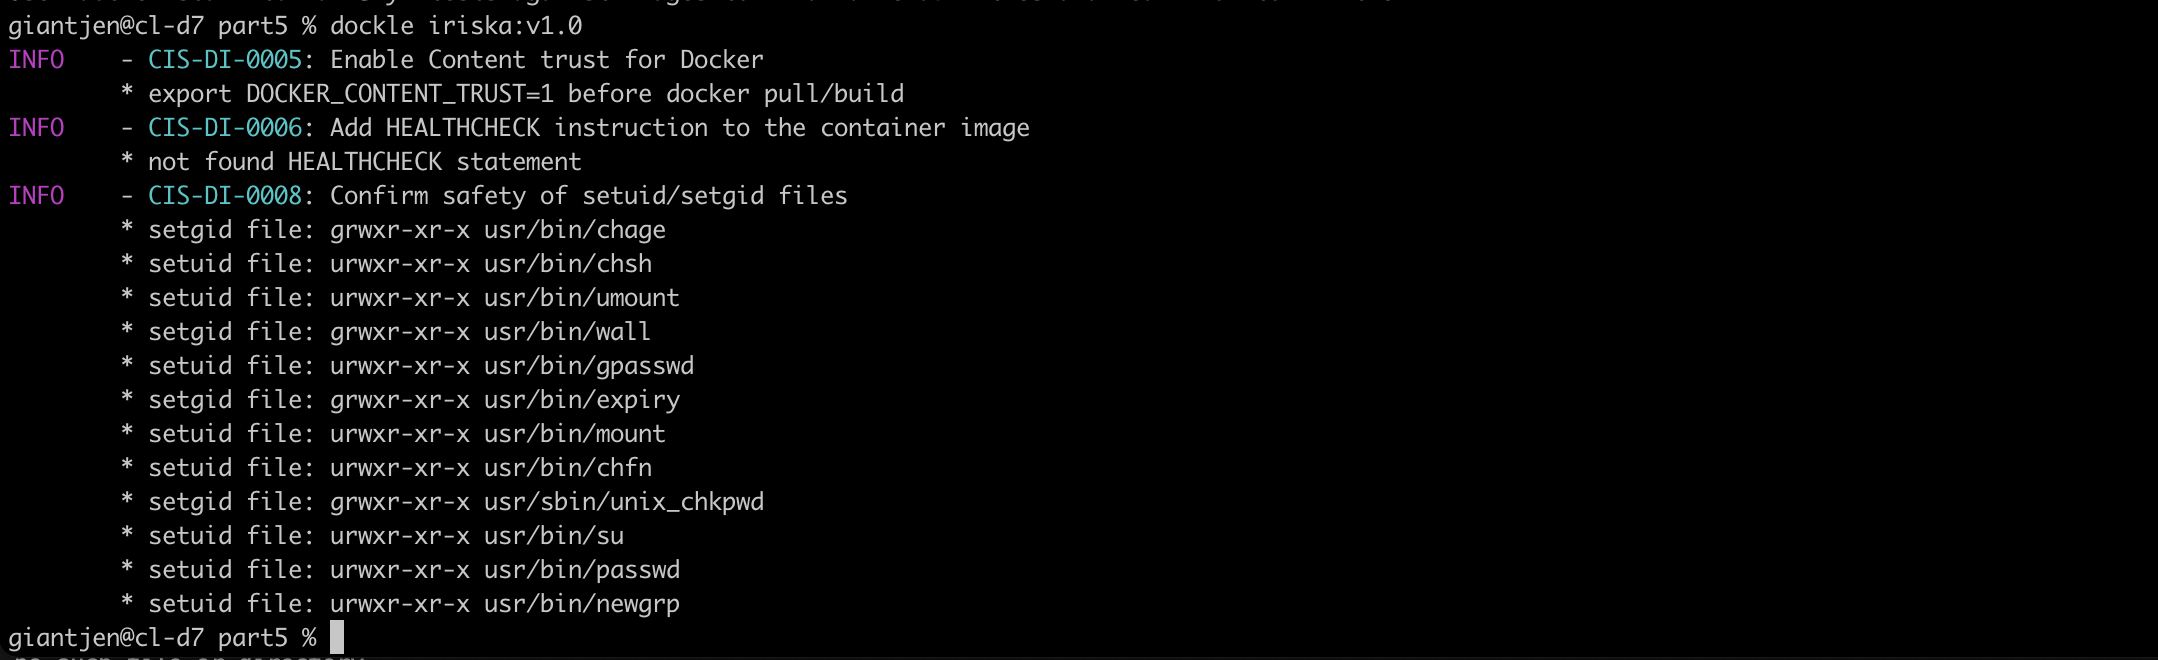 giantjen@cl-d7 part5 % dockle iriska:v1.0
INFO    - CIS-DI-0005: Enable Content trust for Docker
        * export DOCKER_CONTENT_TRUST=1 before docker pull/build
INFO    - CIS-DI-0006: Add HEALTHCHECK instruction to the container image
        * not found HEALTHCHECK statement
INFO    - CIS-DI-0008: Confirm safety of setuid/setgid files
        * setgid file: grwxr-xr-x usr/bin/chage
        * setuid file: urwxr-xr-x usr/bin/chsh
        * setuid file: urwxr-xr-x usr/bin/umount
        * setgid file: grwxr-xr-x usr/bin/wall
        * setuid file: urwxr-xr-x usr/bin/gpasswd
        * setgid file: grwxr-xr-x usr/bin/expiry
        * setuid file: urwxr-xr-x usr/bin/mount
        * setuid file: urwxr-xr-x usr/bin/chfn
        * setgid file: grwxr-xr-x usr/sbin/unix_chkpwd
        * setuid file: urwxr-xr-x usr/bin/su
        * setuid file: urwxr-xr-x usr/bin/passwd
        * setuid file: urwxr-xr-x usr/bin/newgrp
giantjen@cl-d7 part5 %